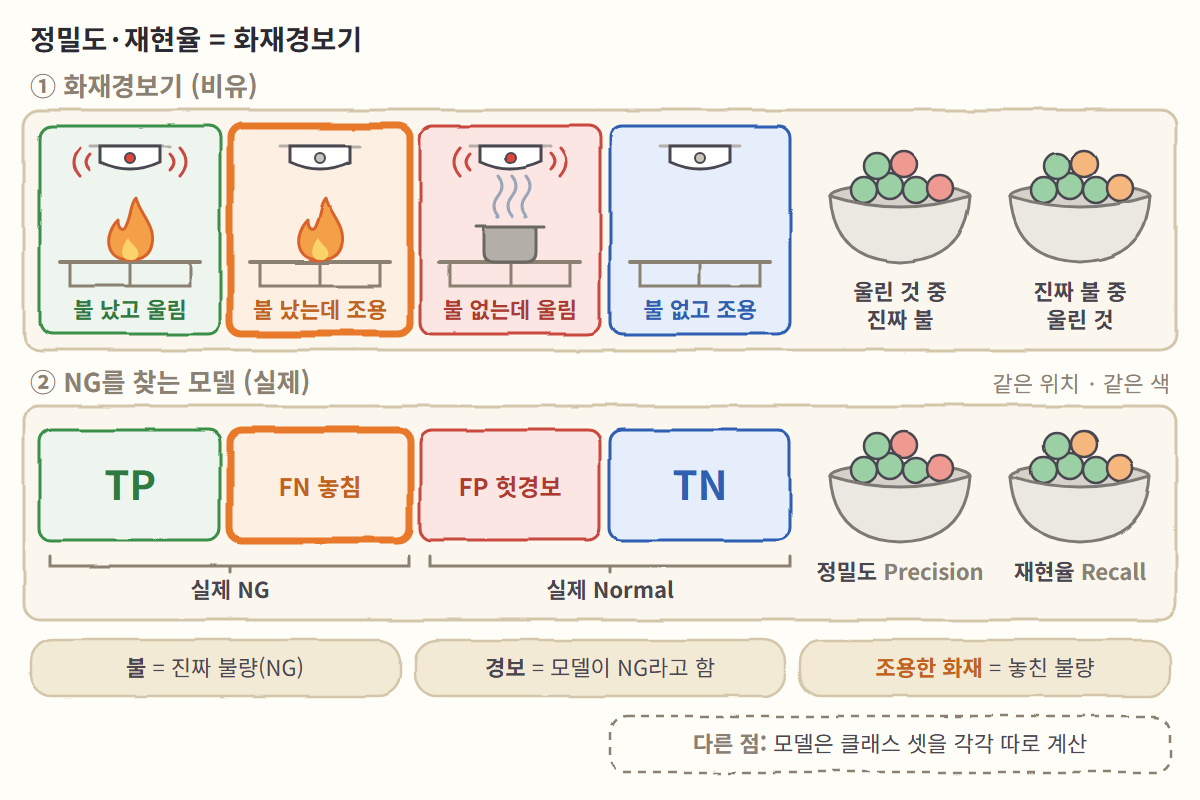 정밀도·재현율 = 화재경보기
① 화재경보기 (비유)
불 났고 울림
불 났는데 조용
불 없는데 울림
불 없고 조용
울린 것 중
진짜 불
진짜 불 중
울린 것
② NG를 찾는 모델 (실제)
같은 위치 · 같은 색
TP
FN 놓침
FP 헛경보
TN
실제 NG
실제 Normal
정밀도 Precision
재현율 Recall
불 = 진짜 불량(NG)
경보 = 모델이 NG라고 함
조용한 화재 = 놓친 불량
다른 점: 모델은 클래스 셋을 각각 따로 계산